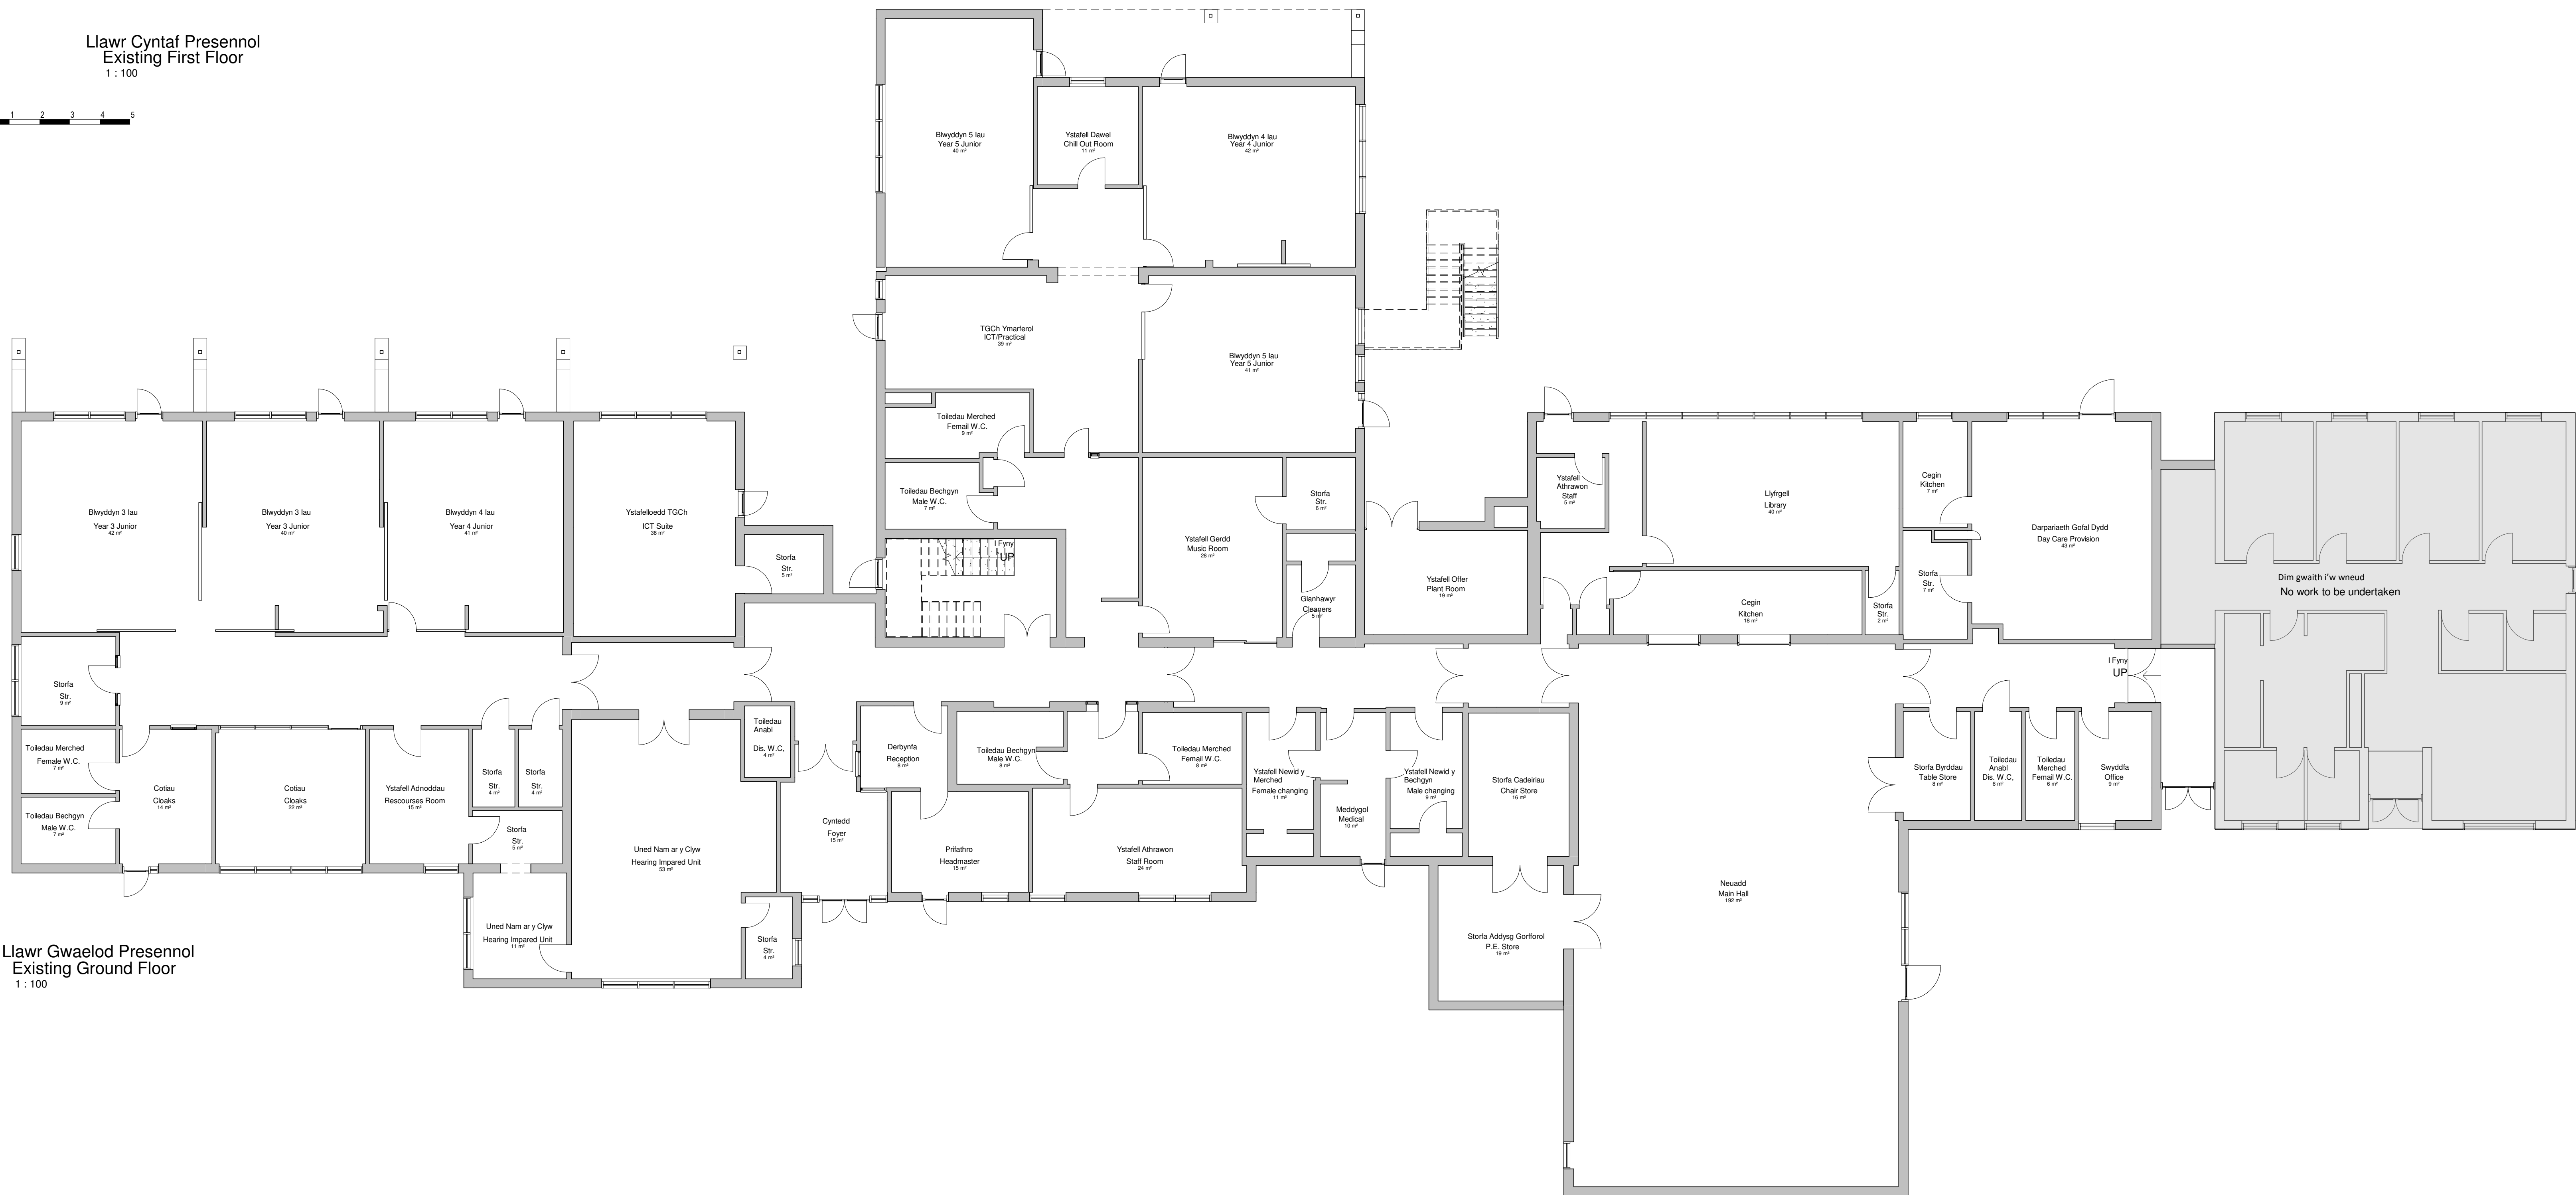 Llawr Cyntaf Presennol
Existing First Floor
1 : 100
1 2 3 4 5
Blwyddyn 5 Iau
Year 5 Junior
40 m²
Ystafell Dawel
Chill Out Room
11 m²
Blwyddyn 4 Iau
Year 4 Junior
42 m²
TGCh Ymarferol
ICT/Practical
39 m²
Blwyddyn 5 Iau
Year 5 Junior
41 m²
Toiledau Merched
Femail W.C.
9 m²
Toiledau Bechgyn
Male W.C.
7 m²
Ystafell Gerdd
Music Room
28 m²
Storfa
Str.
6 m²
Glanhawyr
Cleaners
5 m²
I Fyny
UP
Blwyddyn 3 Iau
Year 3 Junior
42 m²
Blwyddyn 3 Iau
Year 3 Junior
40 m²
Blwyddyn 4 Iau
Year 4 Junior
41 m²
Ystafelloedd TGCh
ICT Suite
38 m²
Storfa
Str.
5 m²
Ystafell Offer
Plant Room
19 m²
Ystafell
Athrawon
Staff
5 m²
Llyfrgell
Library
40 m²
Cegin
Kitchen
7 m²
Darpariaeth Gofal Dydd
Day Care Provision
43 m²
Storfa
Str.
7 m²
Cegin
Kitchen
18 m²
Storfa
Str.
2 m²
Dim gwaith i'w wneud
No work to be undertaken
I Fyny
UP
Storfa
Str.
9 m²
Toiledau Merched
Female W.C.
7 m²
Toiledau Bechgyn
Male W.C.
7 m²
Cotiau
Cloaks
14 m²
Cotiau
Cloaks
22 m²
Ystafell Adnoddau
Rescourses Room
15 m²
Storfa
Str.
4 m²
Storfa
Str.
4 m²
Storfa
Str.
5 m²
Uned Nam ar y Clyw
Hearing Impared Unit
53 m²
Uned Nam ar y Clyw
Hearing Impared Unit
11 m²
Storfa
Str.
4 m²
Toiledau
Anabl
Dis. W.C,
4 m²
Cyntedd
Foyer
15 m²
Derbynfa
Reception
8 m²
Prifathro
Headmaster
15 m²
Toiledau Bechgyn
Male W.C.
8 m²
Toiledau Merched
Femail W.C.
8 m²
Ystafell Athrawon
Staff Room
24 m²
Ystafell Newid y
Merched
Female changing
11 m²
Meddygol
Medical
10 m²
Ystafell Newid y
Bechgyn
Male changing
9 m²
Storfa Cadeiriau
Chair Store
16 m²
Storfa Addysg Gorfforol
P.E. Store
19 m²
Neuadd
Main Hall
192 m²
Storfa Byrddau
Table Store
8 m²
Toiledau
Anabl
Dis. W.C,
6 m²
Toiledau
Merched
Femail W.C.
6 m²
Swyddfa
Office
9 m²
Llawr Gwaelod Presennol
Existing Ground Floor
1 : 100